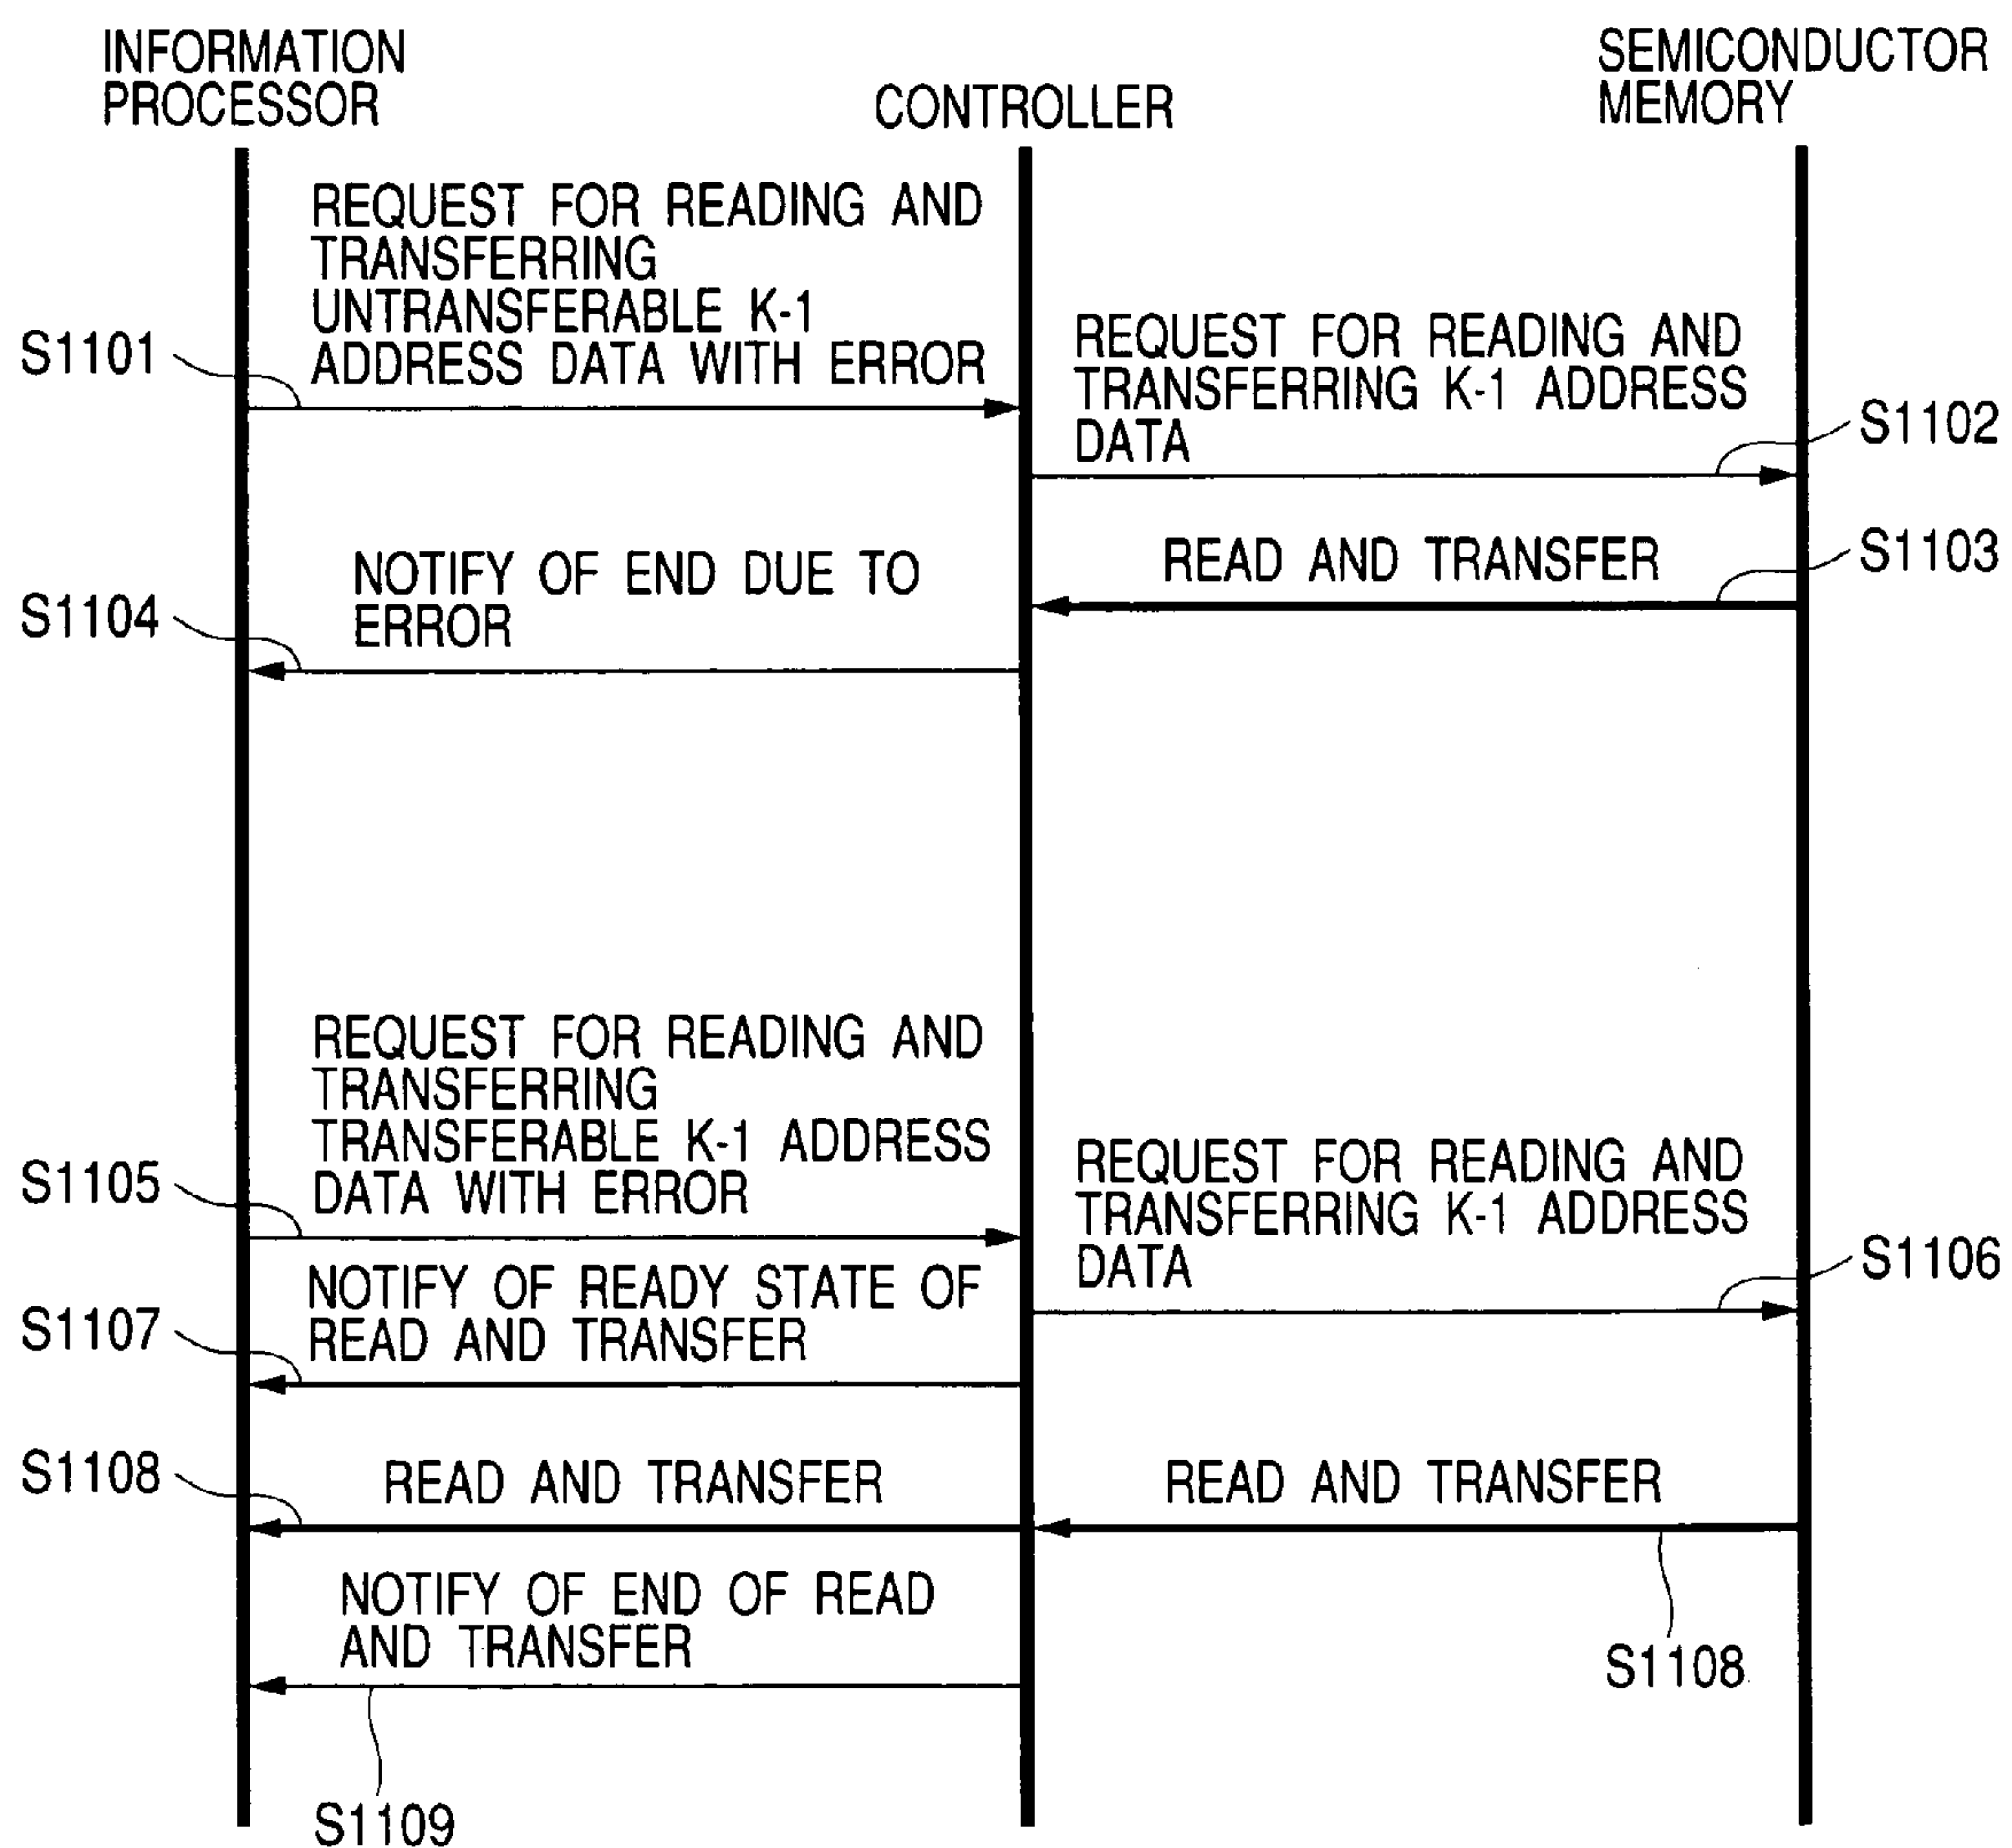 INFORMATION
PROCESSOR
CONTROLLER
SEMICONDUCTOR
MEMORY
REQUEST FOR READING AND
TRANSFERRING
UNTRANSFERABLE K-1
ADDRESS DATA WITH ERROR
S1101
REQUEST FOR READING AND
TRANSFERRING K-1 ADDRESS
DATA
S1102
READ AND TRANSFER
S1103
NOTIFY OF END DUE TO
ERROR
S1104
REQUEST FOR READING AND
TRANSFERRING
TRANSFERABLE K-1 ADDRESS
DATA WITH ERROR
S1105
REQUEST FOR READING AND
TRANSFERRING K-1 ADDRESS
DATA
S1106
NOTIFY OF READY STATE OF
READ AND TRANSFER
S1107
READ AND TRANSFER
S1108
READ AND TRANSFER
S1108
NOTIFY OF END OF READ
AND TRANSFER
S1109